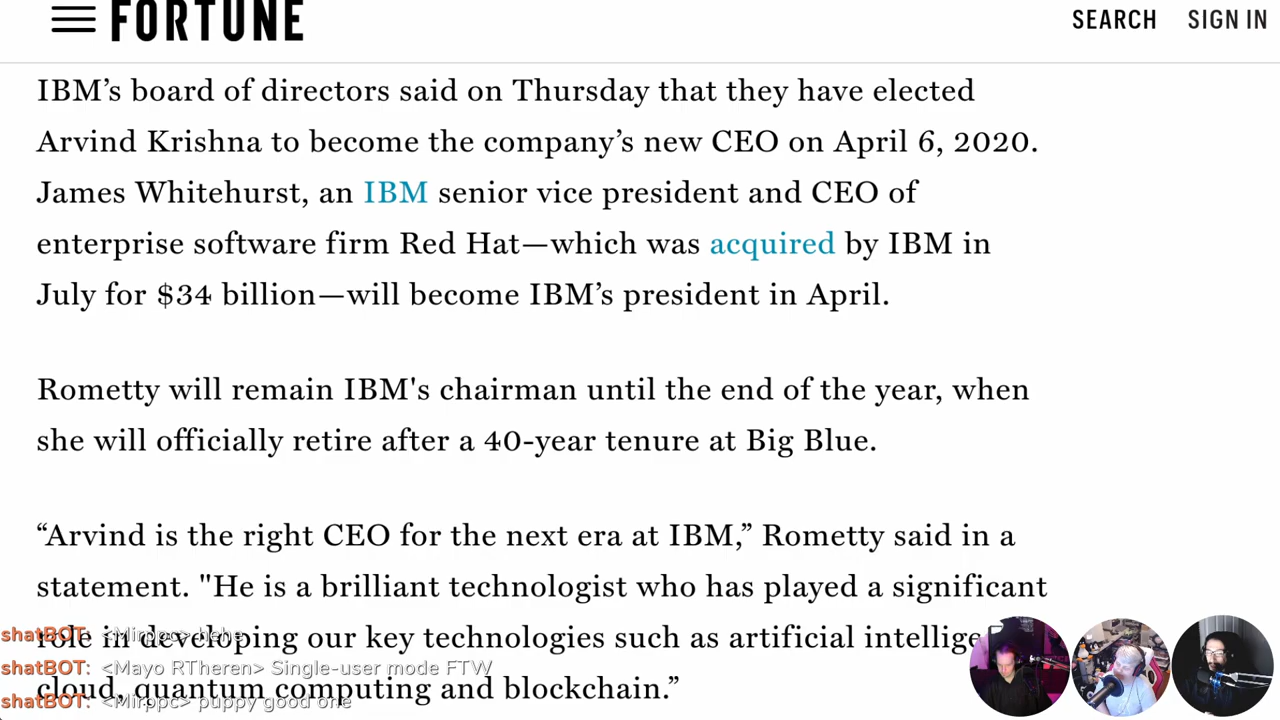 FORTUNE
SEARCH SIGN IN
IBM’s board of directors said on Thursday that they have elected
Arvind Krishna to become the company’s new CEO on April 6, 2020.
James Whitehurst, an IBM senior vice president and CEO of
enterprise software firm Red Hat—which was acquired by IBM in
July for $34 billion—will become IBM’s president in April.
Rometty will remain IBM's chairman until the end of the year, when
she will officially retire after a 40-year tenure at Big Blue.
“Arvind is the right CEO for the next era at IBM,” Rometty said in a
statement. "He is a brilliant technologist who has played a significant
role in developing our key technologies such as artificial intellige
cloud, quantum computing and blockchain.”
shatBOT: <Mirppc> hehe
shatBOT: <Mayo RTheren> Single-user mode FTW
shatBOT: <Mirppc> puppy good one